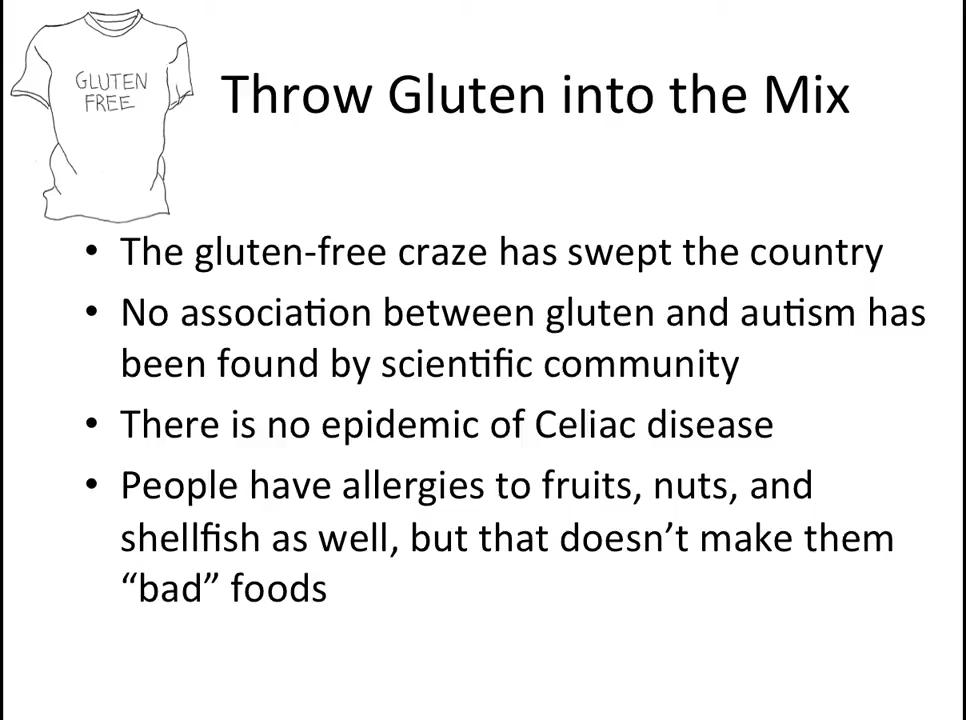 GLUTEN
FREE
Throw Gluten into the Mix
• The gluten-free craze has swept the country
• No association between gluten and autism has
been found by scientific community
• There is no epidemic of Celiac disease
• People have allergies to fruits, nuts, and
shellfish as well, but that doesn’t make them
“bad” foods